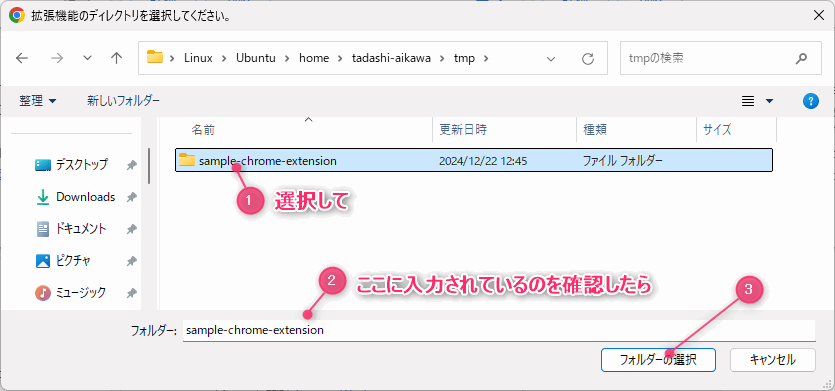 拡張機能のディレクトリを選択してください。
Linux > Ubuntu > home > tadashi-aikawa > tmp >
tmpの検索
整理 新しいフォルダー
名前 更新日時 種類 サイズ
sample-chrome-extension 2024/12/22 12:45 ファイル フォルダー
1 選択して
デスクトップ
Downloads
ドキュメント
ピクチャ
ミュージック
2 ここに入力されているのを確認したら
3
フォルダー: sample-chrome-extension
フォルダーの選択 キャンセル